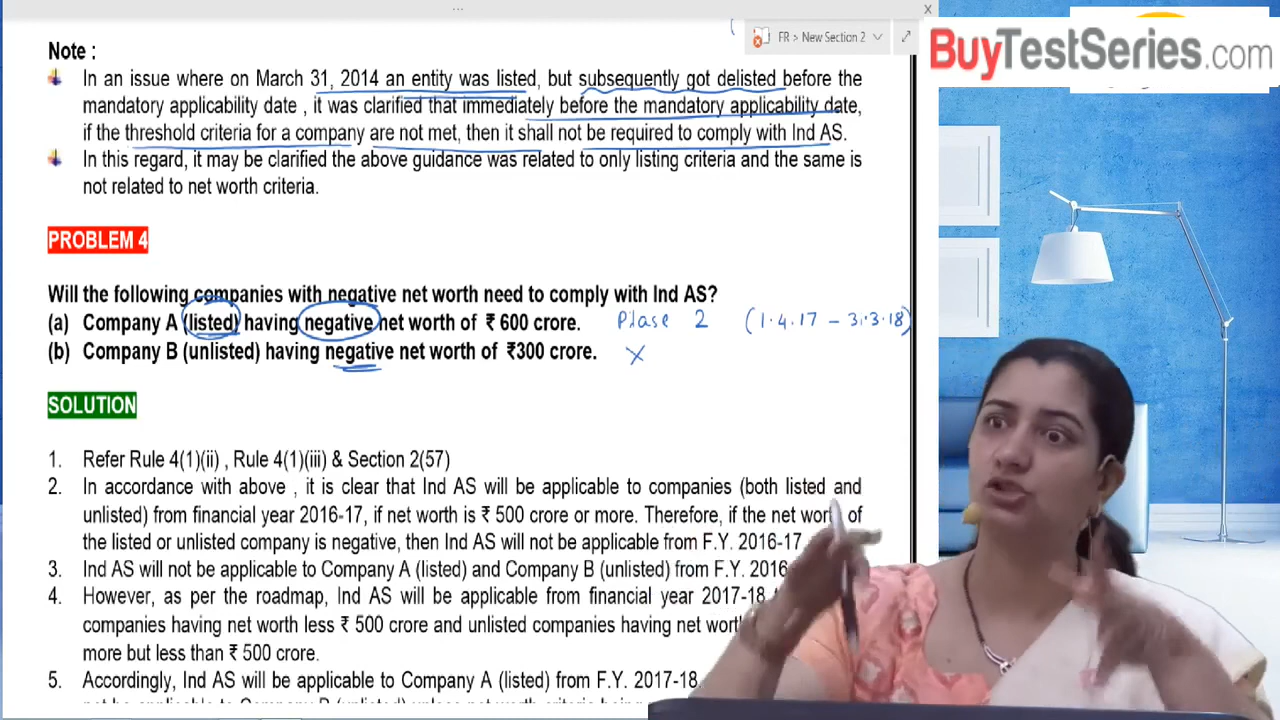 FR > New Section 2
BuyTestSeries.com
Note :
In an issue where on March 31, 2014 an entity was listed, but subsequently got delisted before the
mandatory applicability date , it was clarified that immediately before the mandatory applicability date,
if the threshold criteria for a company are not met, then it shall not be required to comply with Ind AS.
In this regard, it may be clarified the above guidance was related to only listing criteria and the same is
not related to net worth criteria.
PROBLEM 4
Will the following companies with negative net worth need to comply with Ind AS?
(a) Company A (listed) having negative net worth of ₹ 600 crore. Phase 2 (1.4.17 - 31.3.18)
(b) Company B (unlisted) having negative net worth of ₹300 crore. X
SOLUTION
1. Refer Rule 4(1)(ii) , Rule 4(1)(iii) & Section 2(57)
2. In accordance with above , it is clear that Ind AS will be applicable to companies (both listed and
unlisted) from financial year 2016-17, if net worth is ₹ 500 crore or more. Therefore, if the net worth of
the listed or unlisted company is negative, then Ind AS will not be applicable from F.Y. 2016-17
3. Ind AS will not be applicable to Company A (listed) and Company B (unlisted) from F.Y. 2016
4. However, as per the roadmap, Ind AS will be applicable from financial year 2017-18
companies having net worth less ₹ 500 crore and unlisted companies having net
more but less than ₹ 500 crore.
5. Accordingly, Ind AS will be applicable to Company A (listed) from F.Y. 2017-18